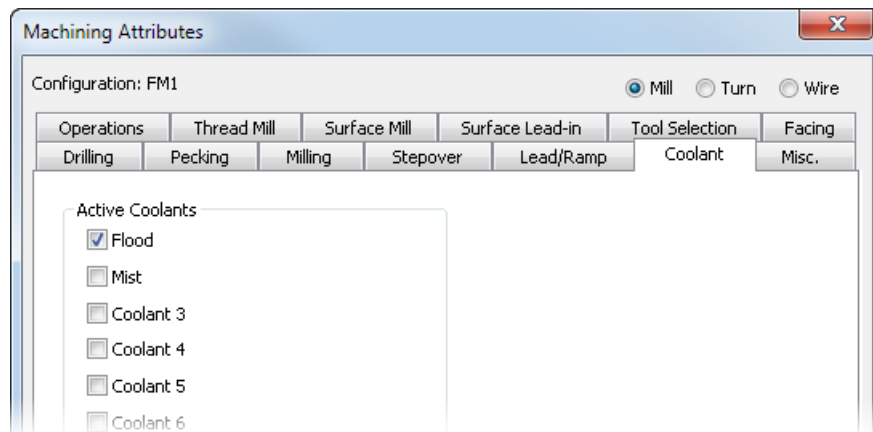 Machining Attributes
Configuration: FM1 Mill Turn Wire
Operations Thread Mill Surface Mill Surface Lead-in Tool Selection Facing
Drilling Pecking Milling Stepover Lead/Ramp Coolant Misc.
Active Coolants
Flood
Mist
Coolant 3
Coolant 4
Coolant 5
Coolant 6